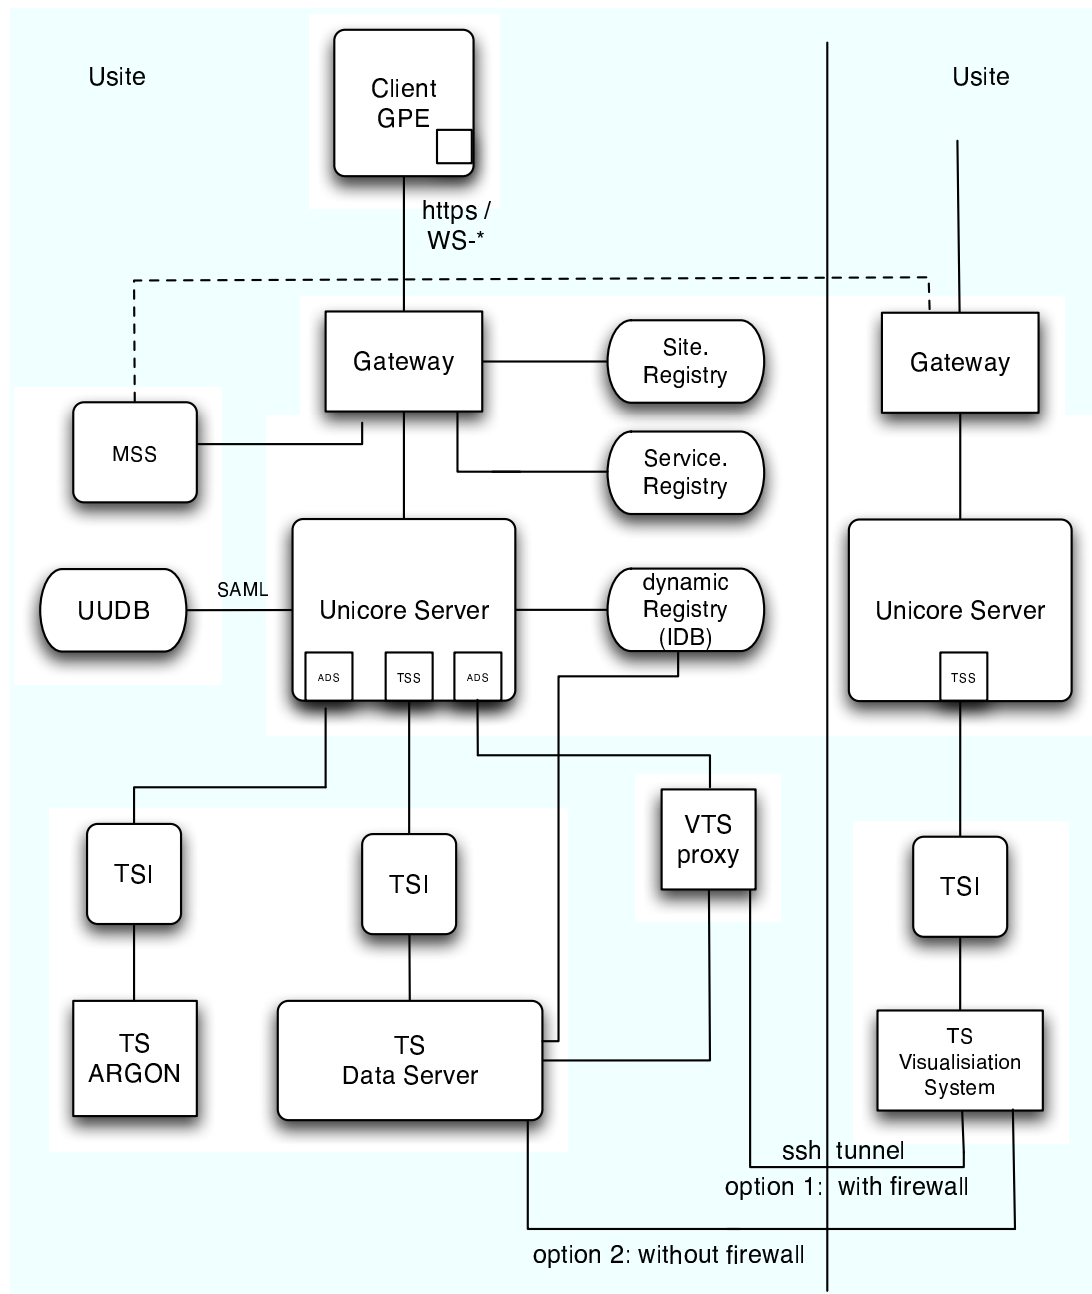 Usite
Usite
Client
GPE
https /
WS-*
Gateway
Site.
Registry
Gateway
MSS
Service.
Registry
UUDB
SAML
Unicore Server
dynamic
Registry
(IDB)
Unicore Server
ADS
TSS
ADS
TSS
VTS
proxy
TSI
TSI
TSI
TS
ARGON
TS
Data Server
TS
Visualisiation
System
ssh tunnel
option 1: with firewall
option 2: without firewall